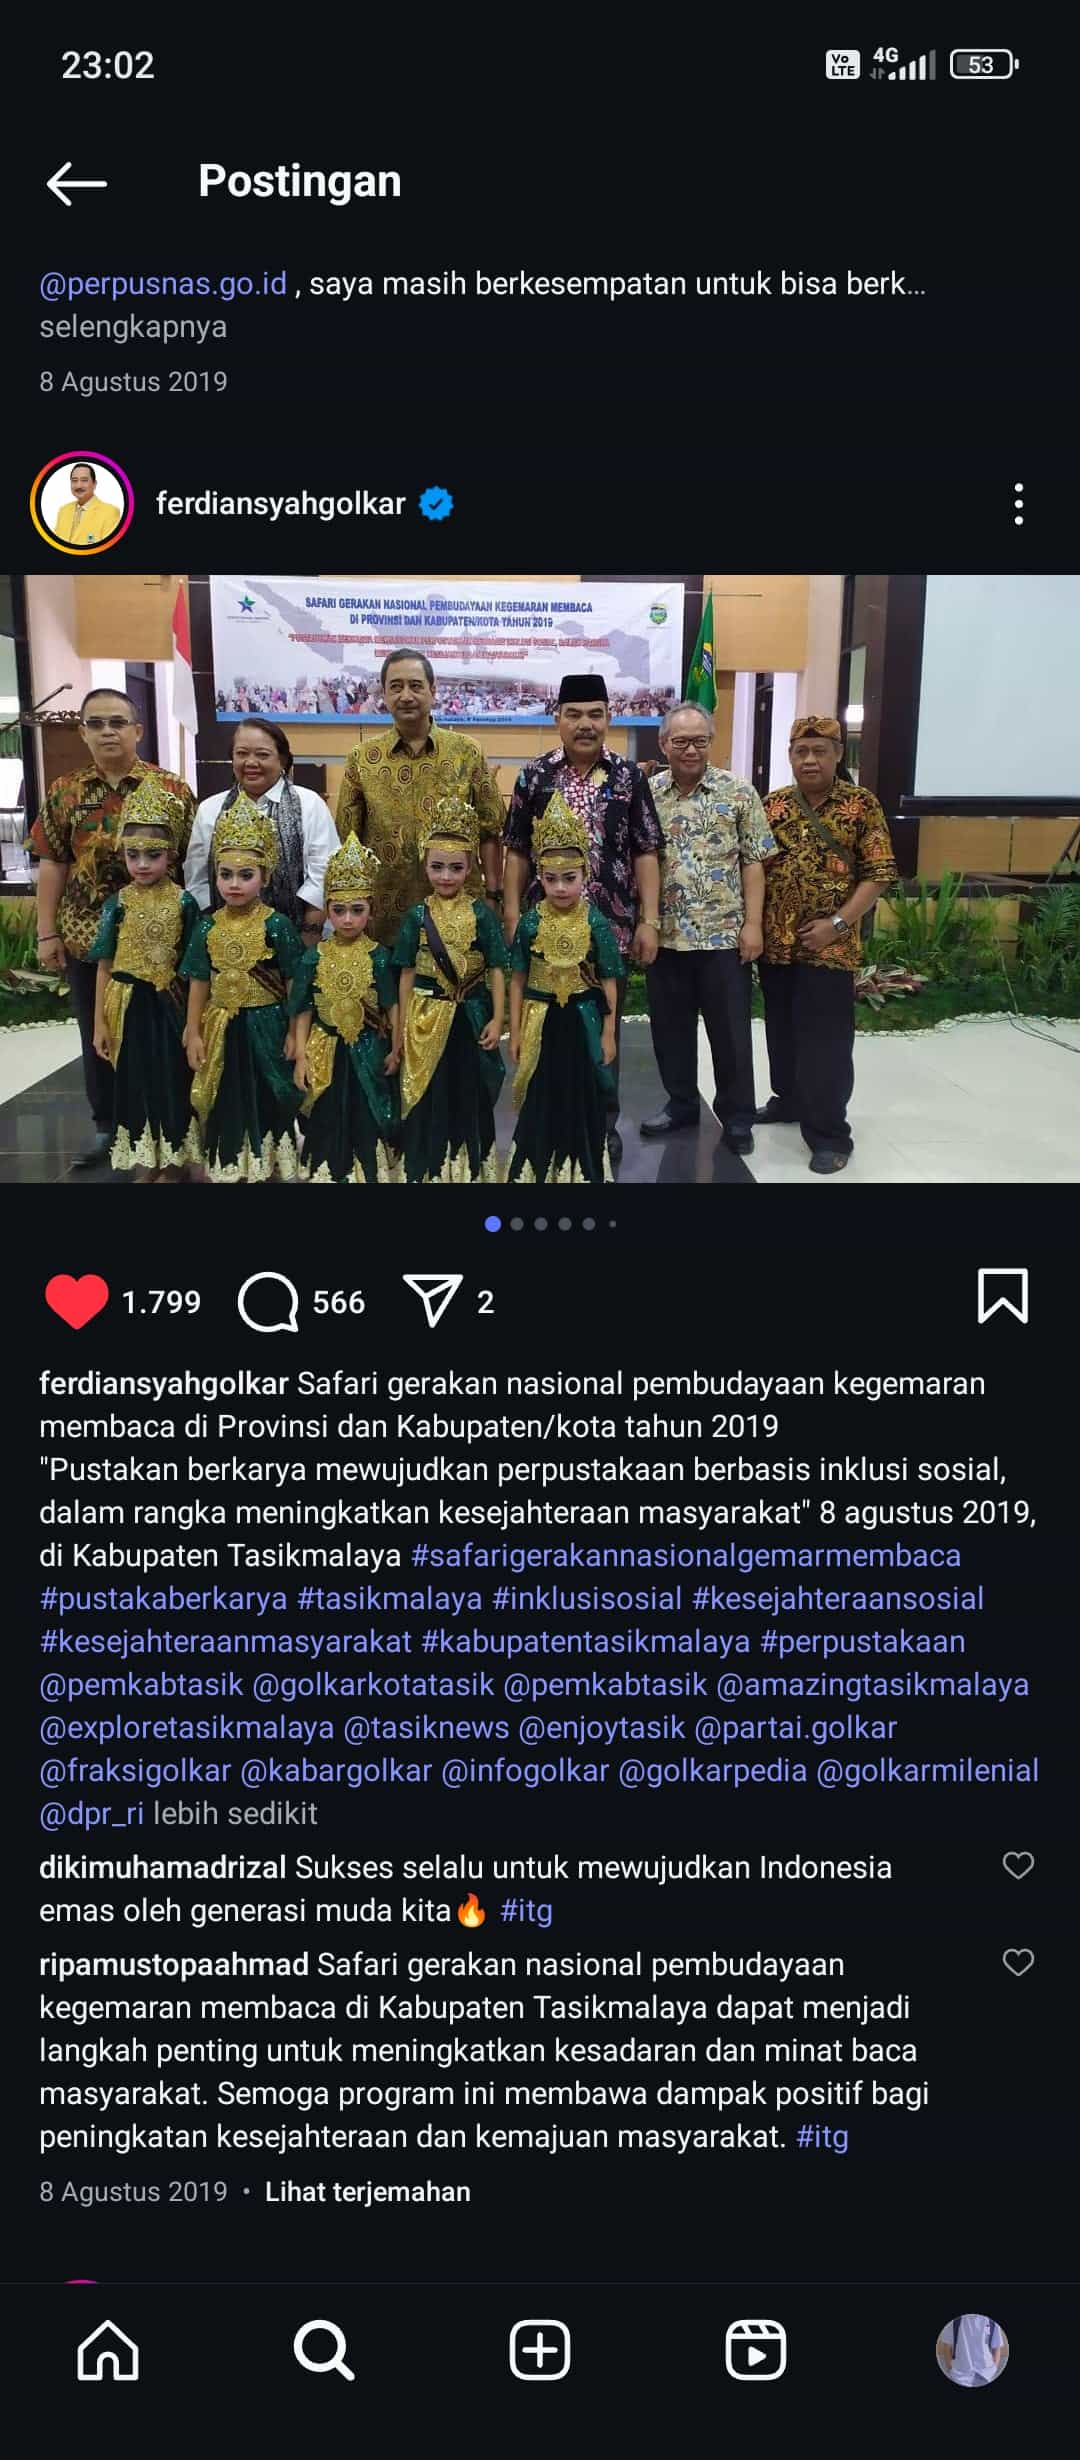 23:02
Vo LTE
4G
53
Postingan
@perpusnas.go.id , saya masih berkesempatan untuk bisa berk...
selengkapnya
8 Agustus 2019
ferdiansyahgolkar
SAFARI GERAKAN NASIONAL PEMBUDAYAAN KEGEMARAN MEMBACA
DI PROVINSI DAN KABUPATEN/KOTA TAHUN 2019
1.799
566
2
ferdiansyahgolkar Safari gerakan nasional pembudayaan kegemaran
membaca di Provinsi dan Kabupaten/kota tahun 2019
"Pustakan berkarya mewujudkan perpustakaan berbasis inklusi sosial,
dalam rangka meningkatkan kesejahteraan masyarakat" 8 agustus 2019,
di Kabupaten Tasikmalaya #safarigerakannasionalgemarmembaca
#pustakaberkarya #tasikmalaya #inklusisosial #kesejahteraansosial
#kesejahteraanmasyarakat #kabupatentasikmalaya #perpustakaan
@pemkabtasik @golkarkotatasik @pemkabtasik @amazingtasikmalaya
@exploretasikmalaya @tasiknews @enjoytasik @partai.golkar
@fraksigolkar @kabargolkar @infogolkar @golkarpedia @golkarmilenial
@dpr_ri lebih sedikit
dikimuhamadrizal Sukses selalu untuk mewujudkan Indonesia
emas oleh generasi muda kita🔥 #itg
ripamustopaahmad Safari gerakan nasional pembudayaan
kegemaran membaca di Kabupaten Tasikmalaya dapat menjadi
langkah penting untuk meningkatkan kesadaran dan minat baca
masyarakat. Semoga program ini membawa dampak positif bagi
peningkatan kesejahteraan dan kemajuan masyarakat. #itg
8 Agustus 2019 • Lihat terjemahan